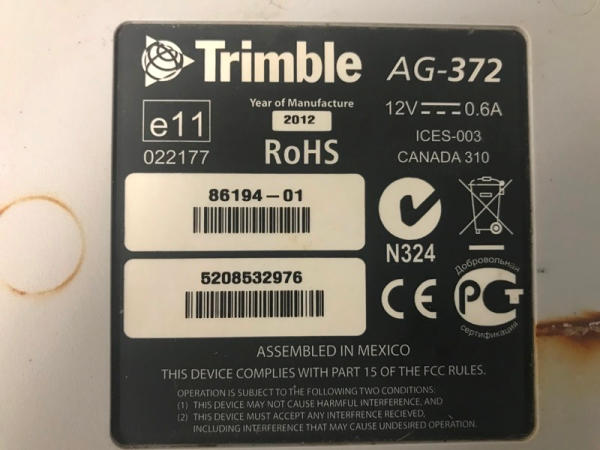 Trimble AG-372
e11
022177
Year of Manufacture
2012
RoHS
12V 0.6A
ICES-003
CANADA 310
86194-01
N324
5208532976
CE
Добровольная
РСТ
сертификация
ASSEMBLED IN MEXICO
THIS DEVICE COMPLIES WITH PART 15 OF THE FCC RULES.
OPERATION IS SUBJECT TO THE FOLLOWING TWO CONDITIONS:
(1) THIS DEVICE MAY NOT CAUSE HARMFUL INTERFERENCE, AND
(2) THIS DEVICE MUST ACCEPT ANY INTERFRENCE RECIEVED,
INCLUDING INTERFERENCE THAT MAY CAUSE UNDESIRED OPERATION.